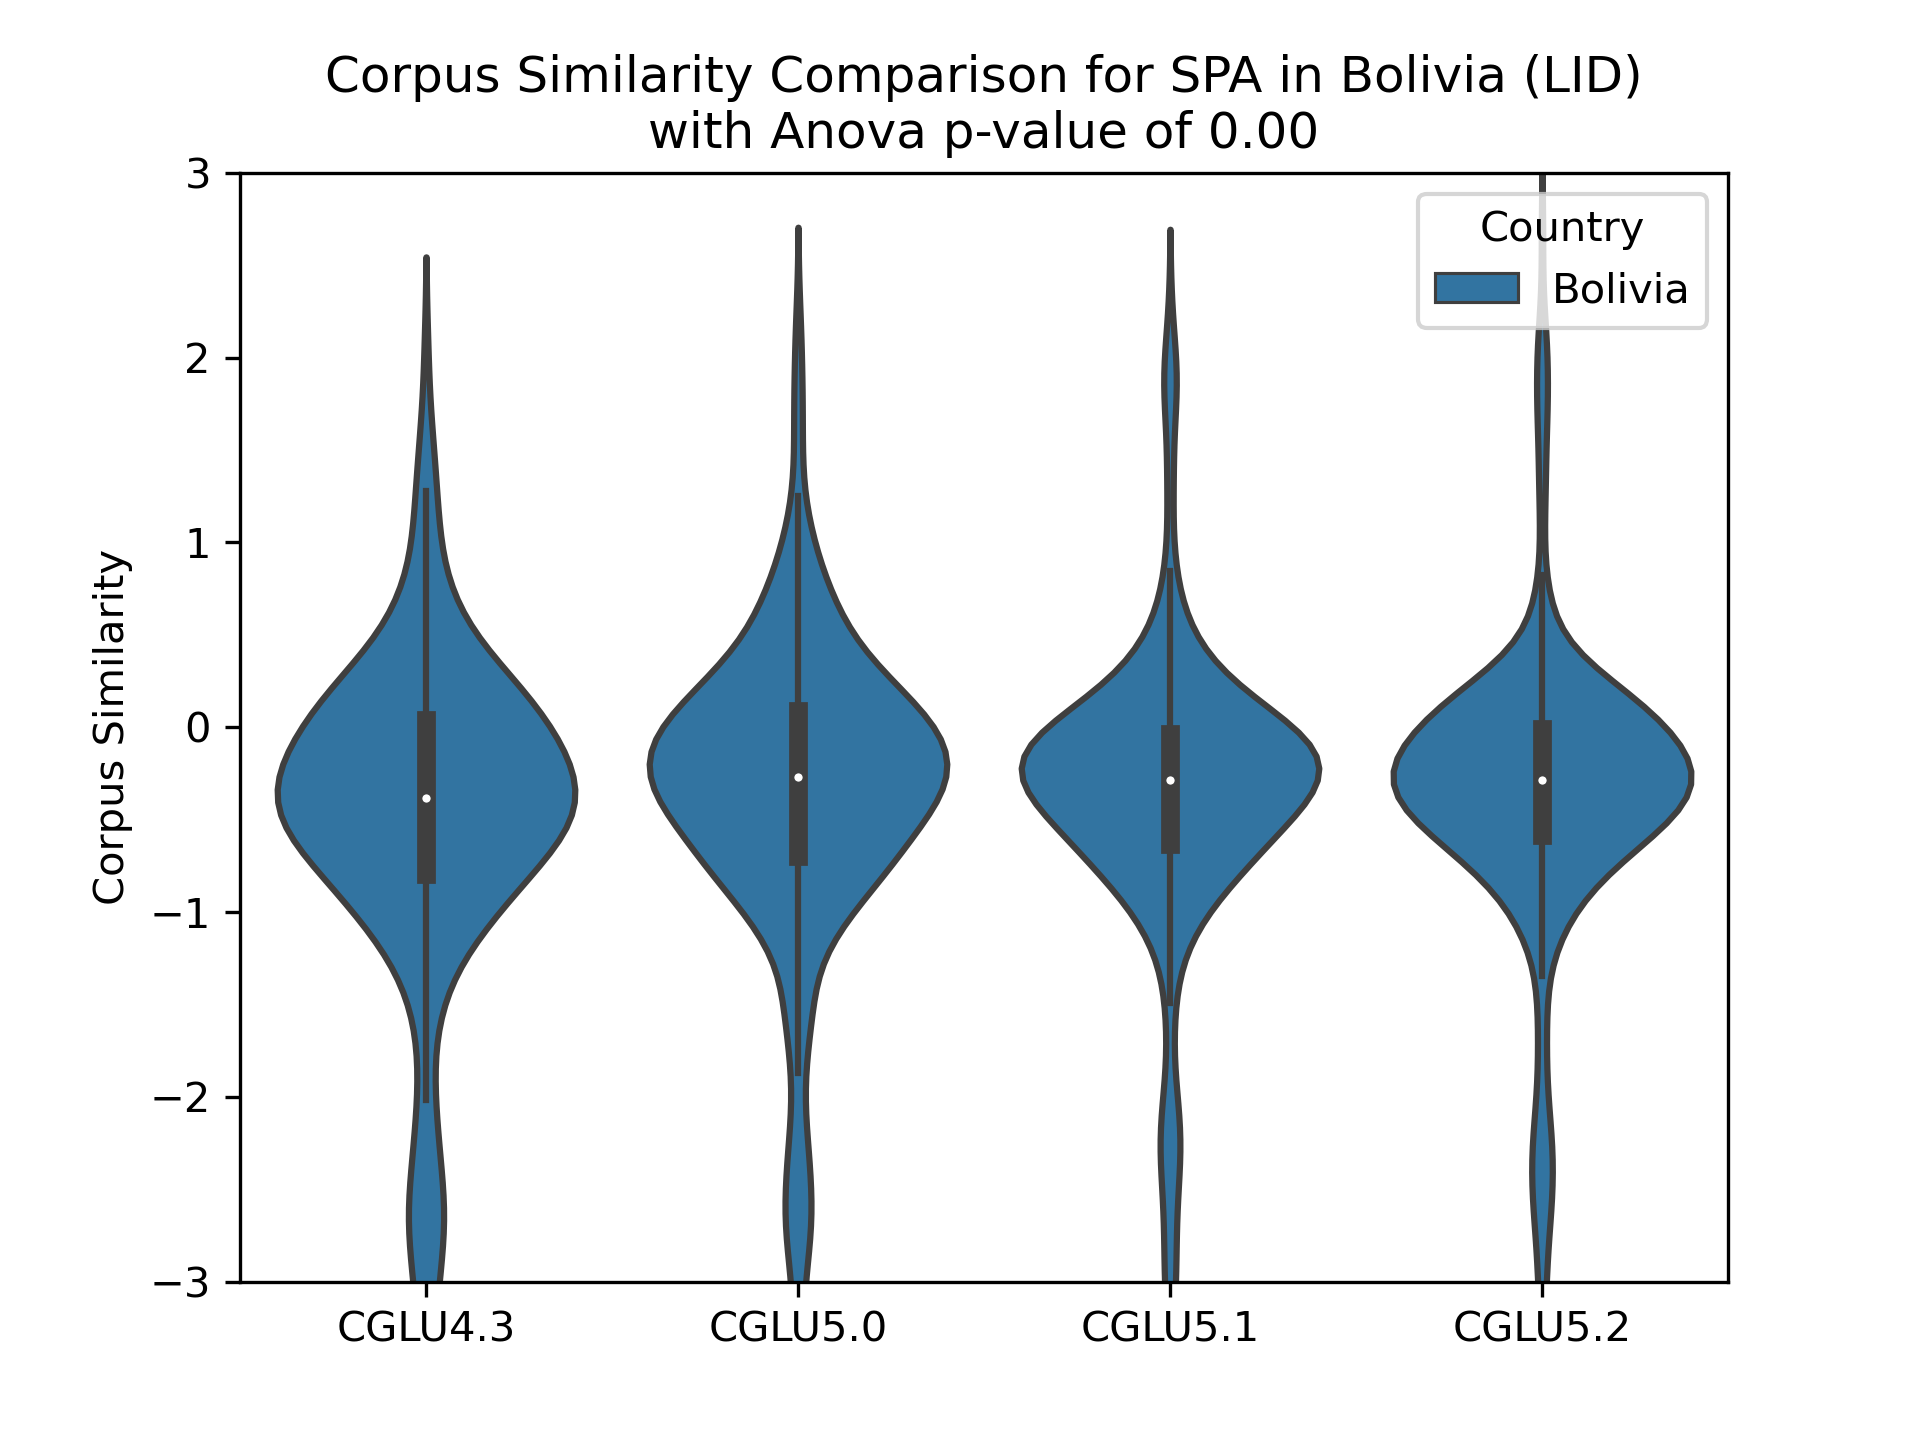 Corpus Similarity Comparison for SPA in Bolivia (LID)
with Anova p-value of 0.00
3
2
1
0
−1
−2
−3
Corpus Similarity
Country
Bolivia
CGLU4.3
CGLU5.0
CGLU5.1
CGLU5.2